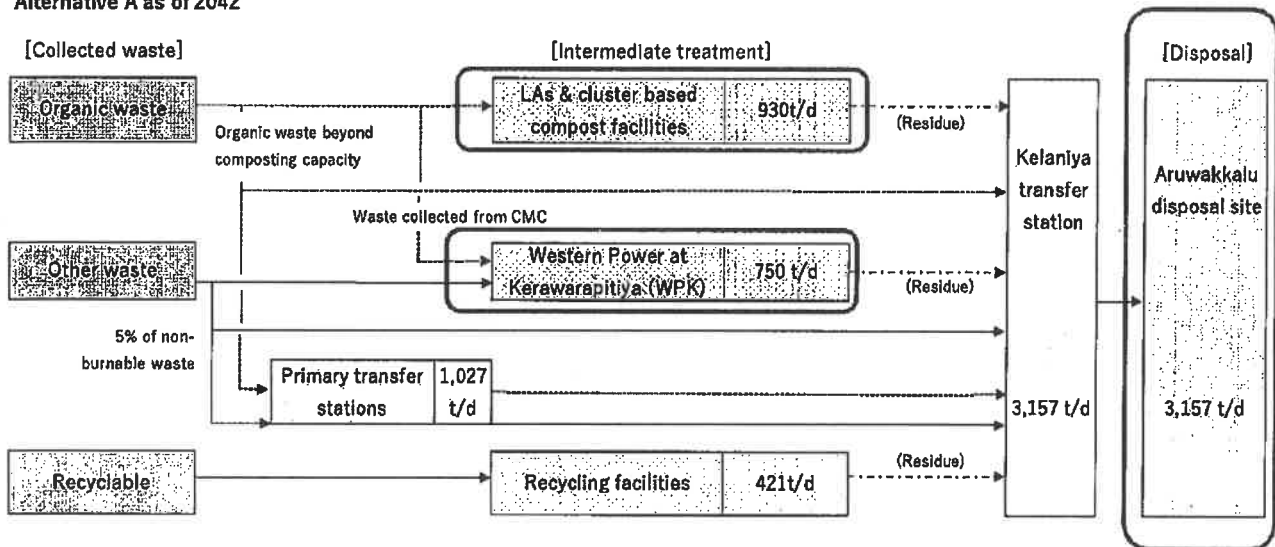 Alternative A as of 2042
[Collected waste]
[Intermediate treatment]
[Disposal]
Organic waste
LAs & cluster based
compost facilities
930t/d
(Residue)
Organic waste beyond
composting capacity
Kelaniya
transfer
station
Aruwakkalu
disposal site
Waste collected from CMC
Other waste
Western Power at
Kerawarapitiya (WPK)
750 t/d
(Residue)
5% of non-
burnable waste
Primary transfer
stations
1,027
t/d
3,157 t/d
3,157 t/d
Recyclable
Recycling facilities
421t/d
(Residue)